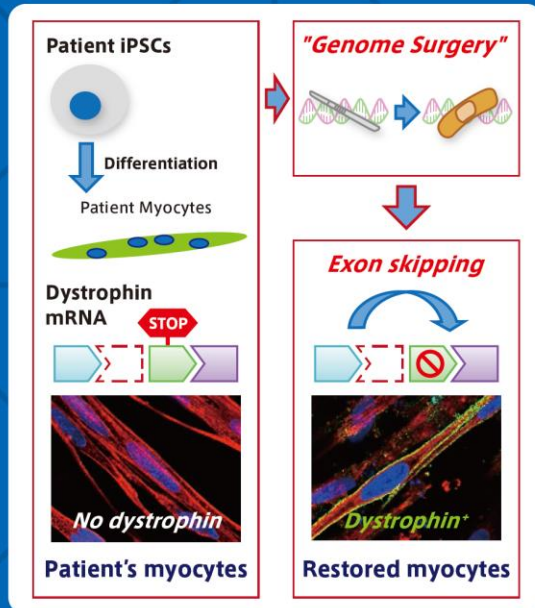 Patient iPSCs
Differentiation
Patient Myocytes
Dystrophin
mRNA
STOP
No dystrophin
Patient's myocytes
"Genome Surgery"
Exon skipping
Dystrophin⁺
Restored myocytes